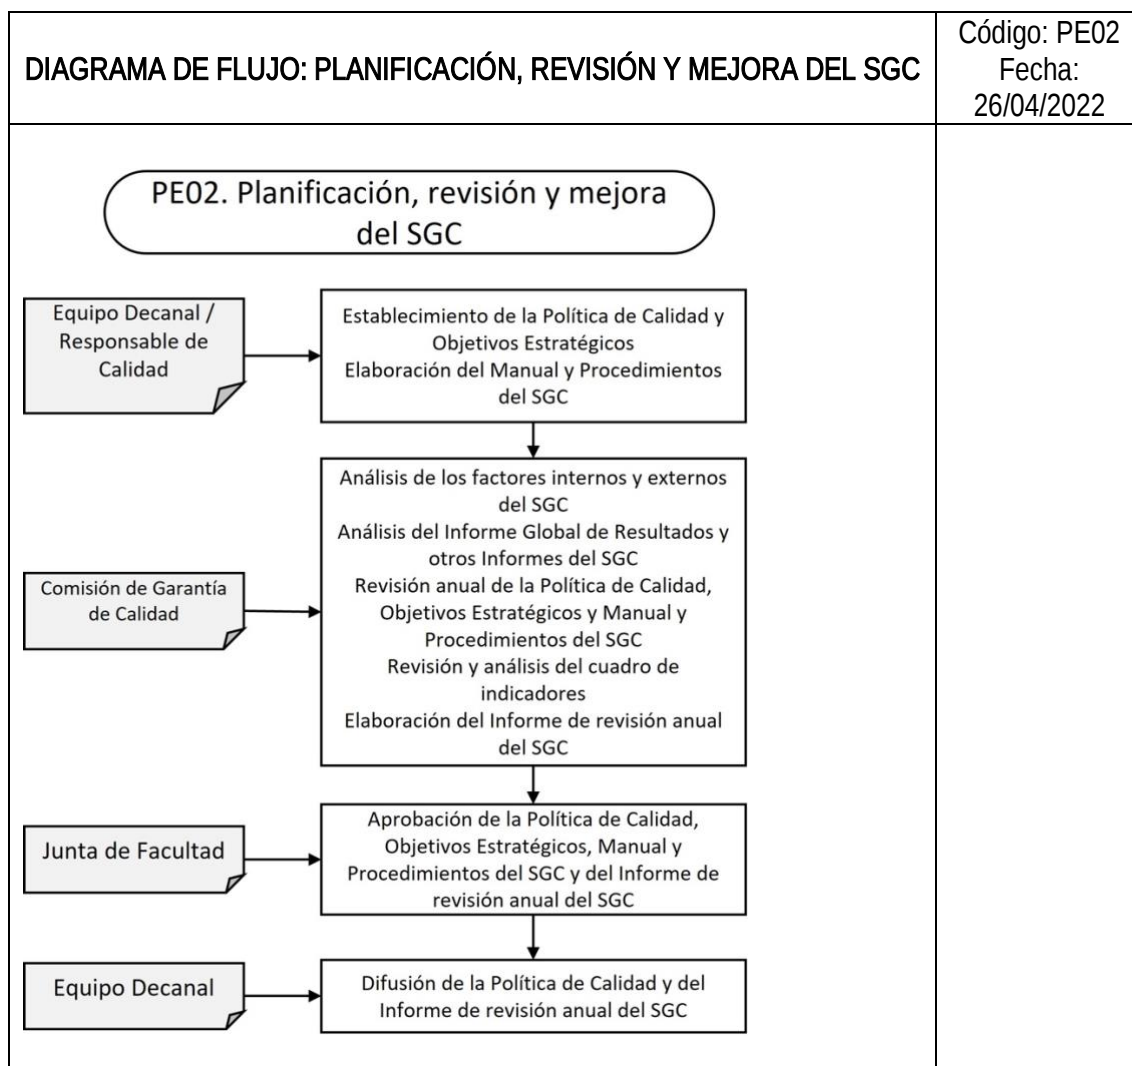 DIAGRAMA DE FLUJO: PLANIFICACIÓN, REVISIÓN Y MEJORA DEL SGC
Código: PE02
Fecha:
26/04/2022
PE02. Planificación, revisión y mejora
del SGC
Equipo Decanal /
Responsable de
Calidad
Establecimiento de la Política de Calidad y
Objetivos Estratégicos
Elaboración del Manual y Procedimientos
del SGC
Comisión de Garantía
de Calidad
Análisis de los factores internos y externos
del SGC
Análisis del Informe Global de Resultados y
otros Informes del SGC
Revisión anual de la Política de Calidad,
Objetivos Estratégicos y Manual y
Procedimientos del SGC
Revisión y análisis del cuadro de
indicadores
Elaboración del Informe de revisión anual
del SGC
Junta de Facultad
Aprobación de la Política de Calidad,
Objetivos Estratégicos, Manual y
Procedimientos del SGC y del Informe de
revisión anual del SGC
Equipo Decanal
Difusión de la Política de Calidad y del
Informe de revisión anual del SGC